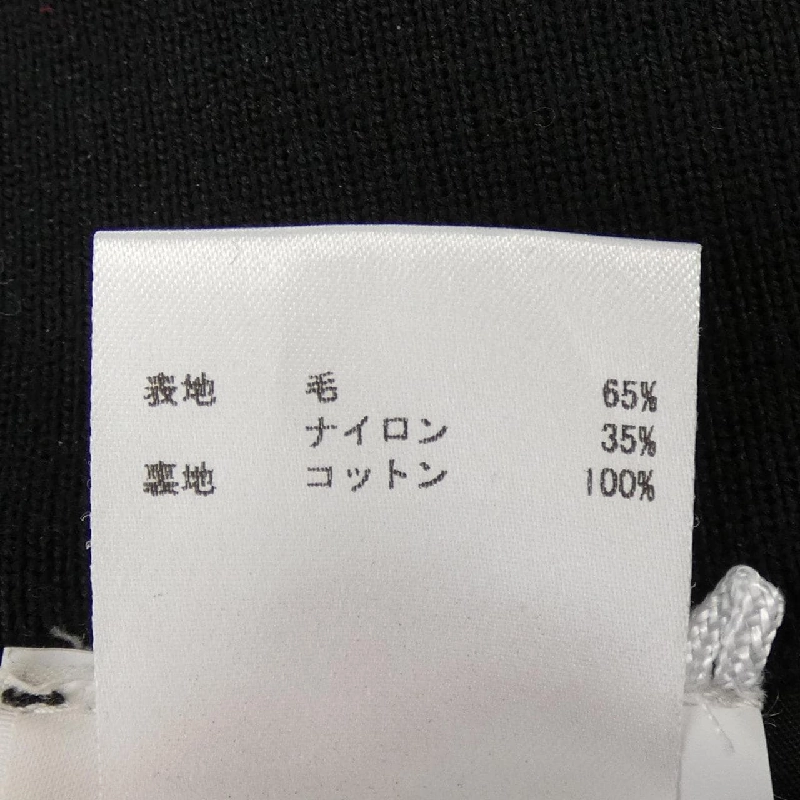 表地 毛 65%
ナイロン 35%
裏地 コットン 100%